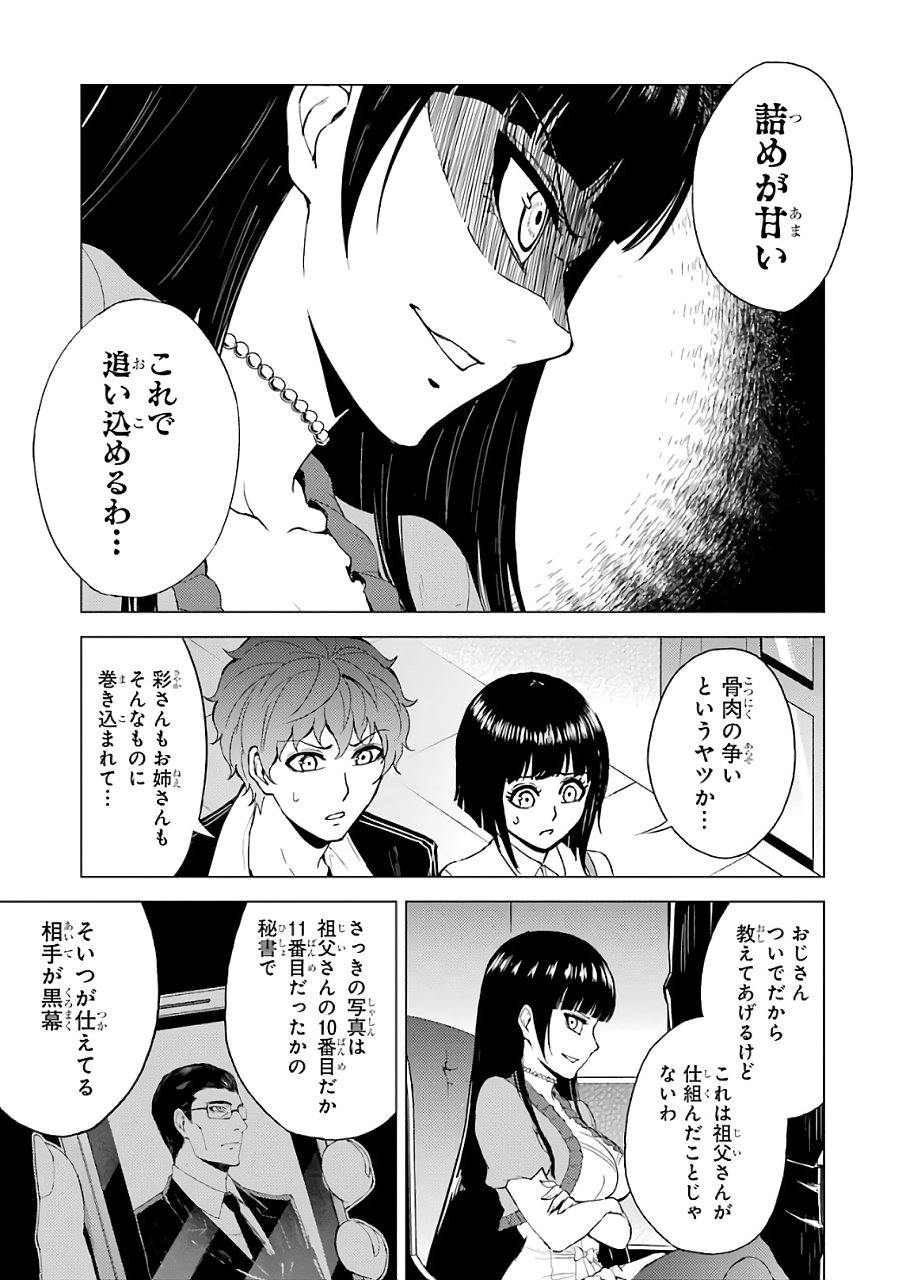 詰めが甘い
これで
追い込めるわ…
骨肉の争い
というヤツか…
彩さんもお姉さんも
そんなものに
巻き込まれて…
おじさん
ついでだから
教えてあげるけど
これは祖父さんが
仕組んだことじゃ
ないわ
さっきの写真は
祖父さんの10番目だか
11番目だったかの
秘書で
そいつが仕えてる
相手が黒幕